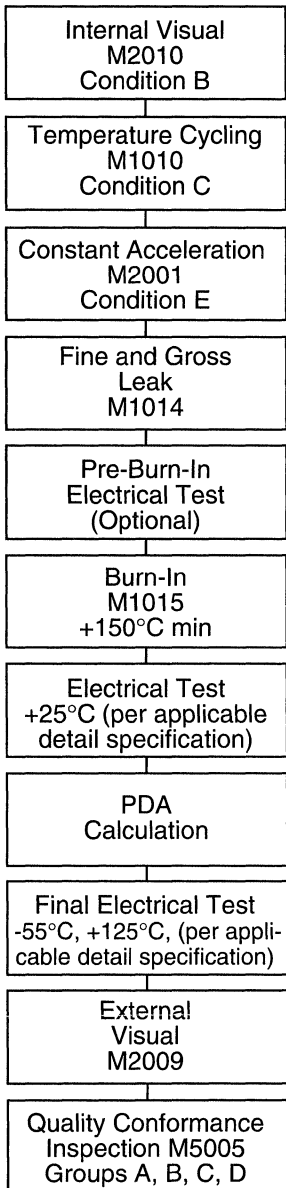 Internal Visual
M2010
Condition B
Temperature Cycling
M1010
Condition C
Constant Acceleration
M2001
Condition E
Fine and Gross
Leak
M1014
Pre-Burn-In
Electrical Test
(Optional)
Burn-In
M1015
+150°C min
Electrical Test
+25°C (per applicable
detail specification)
PDA
Calculation
Final Electrical Test
-55°C, +125°C, (per appli-
cable detail specification)
External
Visual
M2009
Quality Conformance
Inspection M5005
Groups A, B, C, D